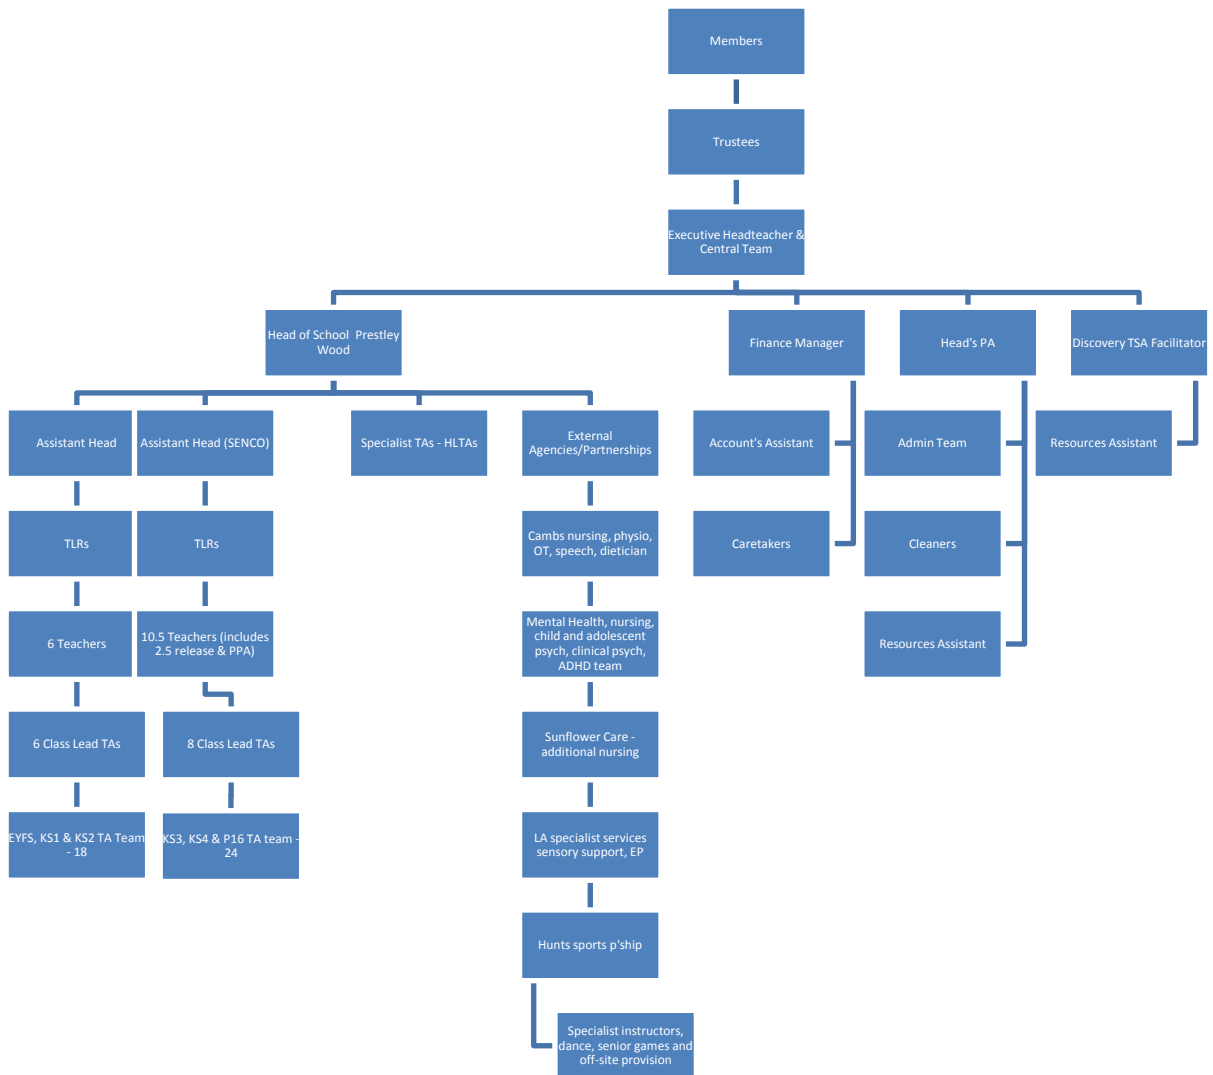 Members
Trustees
Executive Headteacher &
Central Team
Head of School  Prestley
Wood
Finance Manager
Head's PA
Discovery TSA Facilitator
Assistant Head
Assistant Head (SENCO)
Specialist TAs - HLTAs
External
Agencies/Partnerships
Account's Assistant
Admin Team
Resources Assistant
TLRs
TLRs
Cambs nursing, physio,
OT, speech, dietician
Caretakers
Cleaners
6 Teachers
10.5 Teachers (includes
2.5 release & PPA)
Mental Health, nursing,
child and adolescent
psych, clinical psych,
ADHD team
Resources Assistant
6 Class Lead TAs
8 Class Lead TAs
Sunflower Care -
additional nursing
EYFS, KS1 & KS2 TA Team
- 18
KS3, KS4 & P16 TA team -
24
LA specialist services
sensory support, EP
Hunts sports p'ship
Specialist instructors,
dance, senior games and
off-site provision